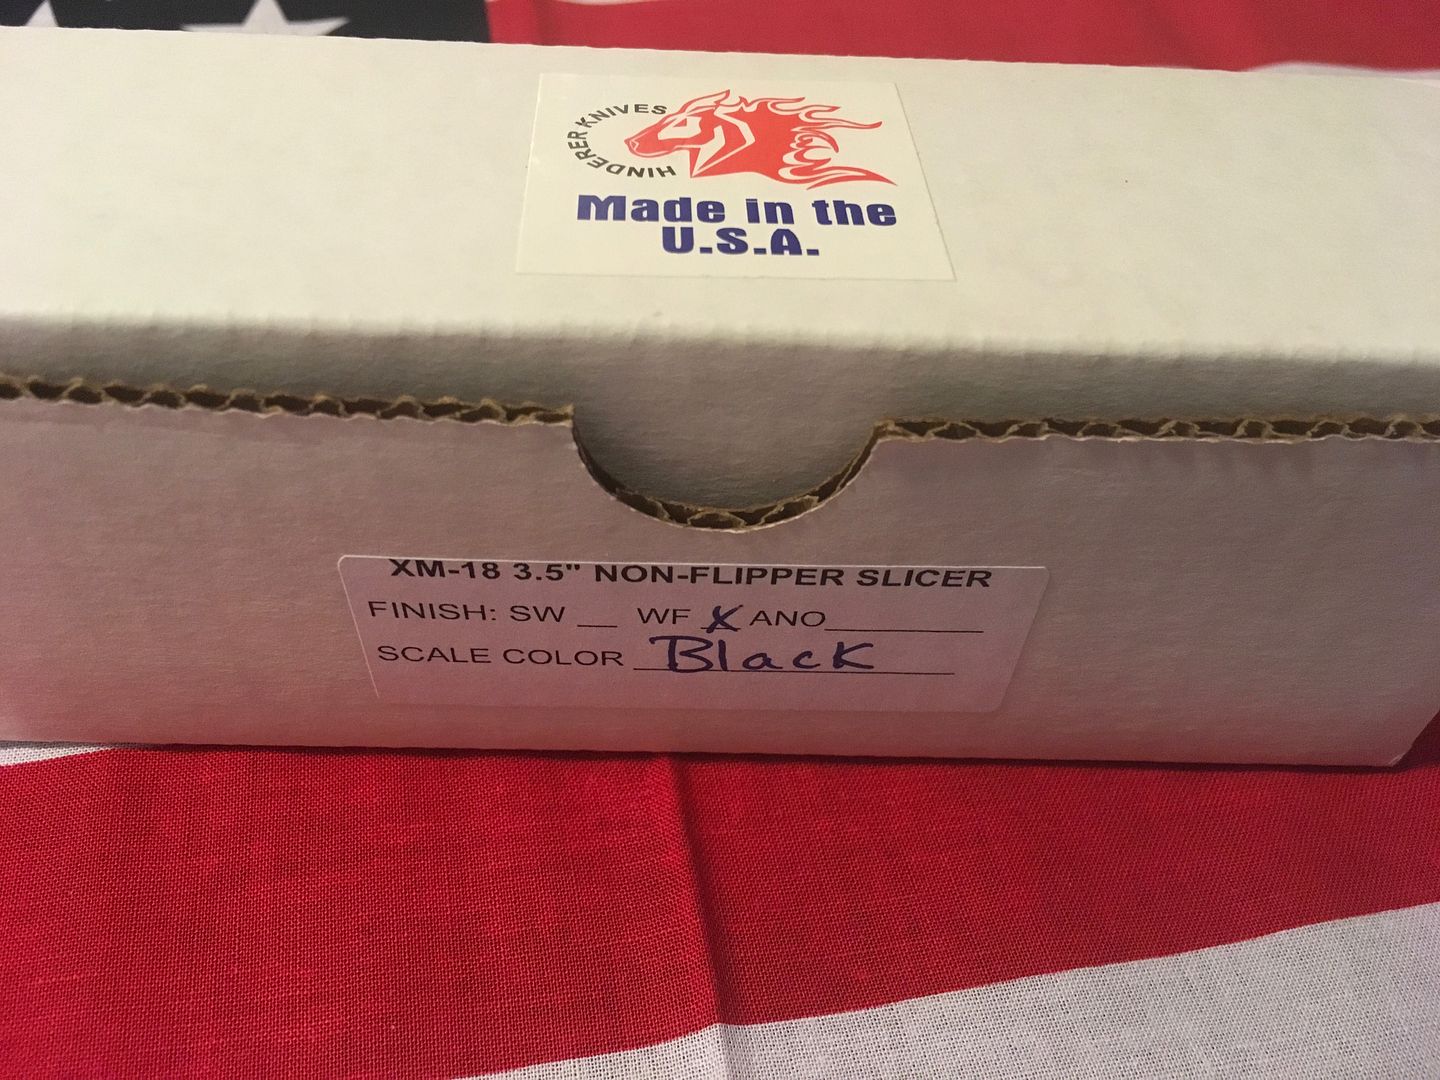 HINDERER KNIVES
Made in the
U.S.A.
XM-18 3.5" NON-FLIPPER SLICER
FINISH: SW __ WF X ANO________
SCALE COLOR Black